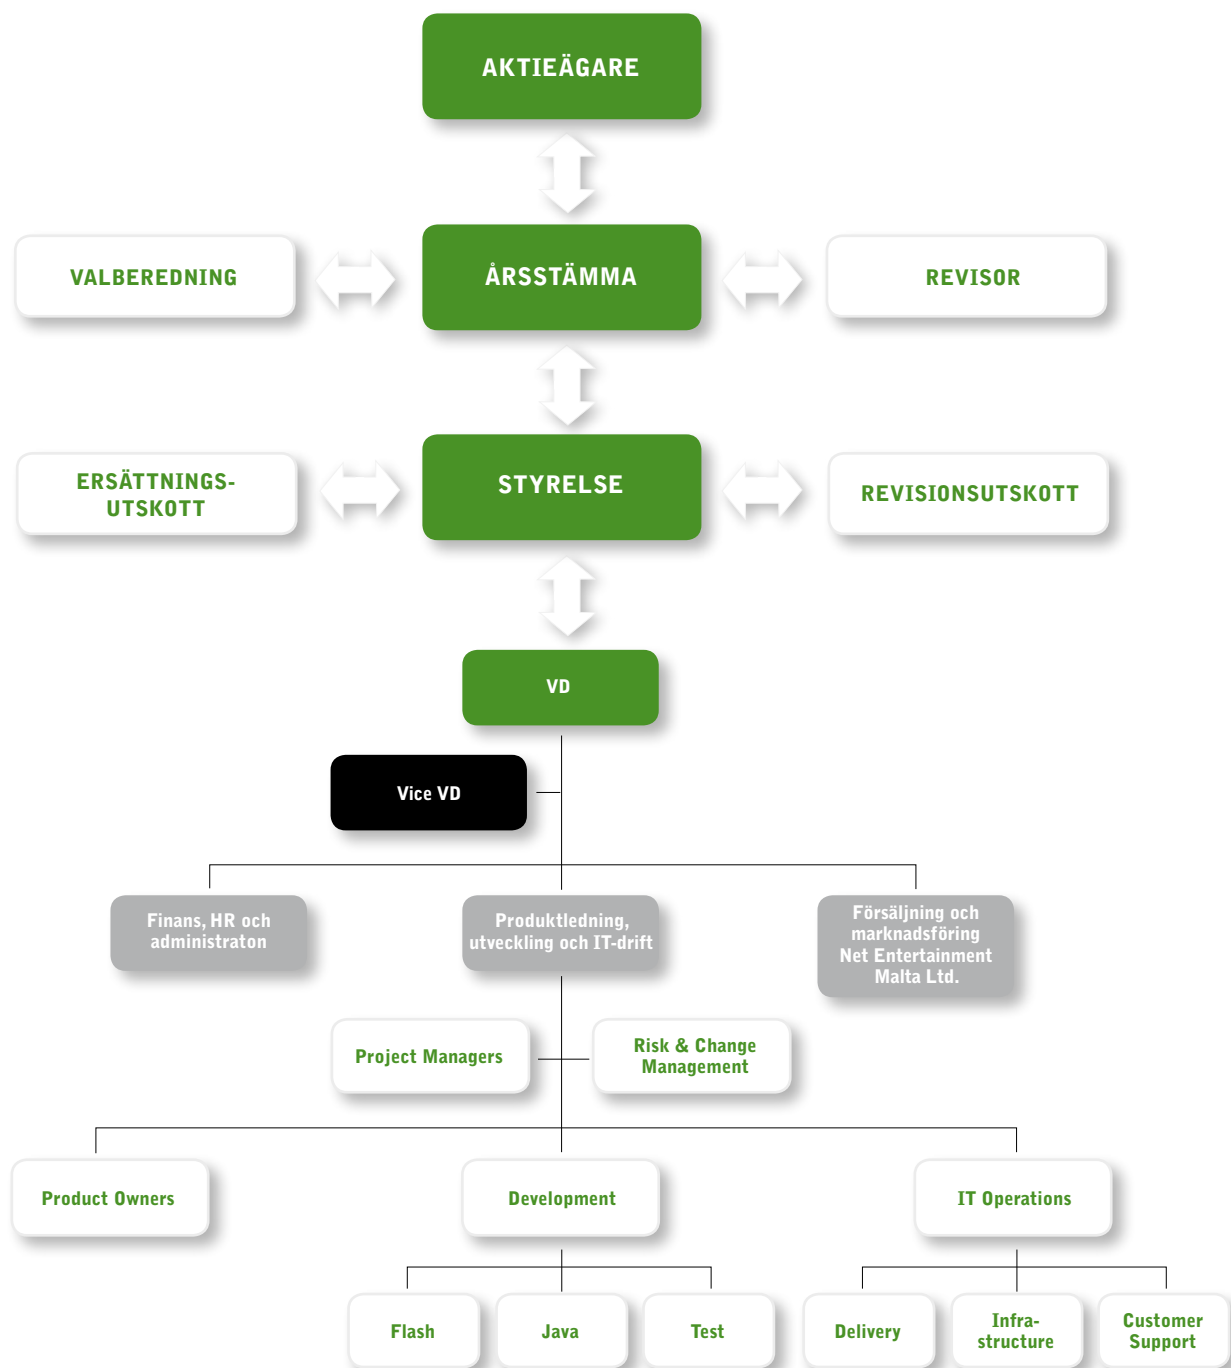 AKTIEÄGARE
VALBEREDNING
ÅRSSTÄMMA
REVISOR
ERSÄTTNINGS-
UTSKOTT
STYRELSE
REVISIONSUTSKOTT
VD
Vice VD
Finans, HR och
administraton
Produktledning,
utveckling och IT-drift
Försäljning och
marknadsföring
Net Entertainment
Malta Ltd.
Project Managers
Risk & Change
Management
Product Owners
Development
IT Operations
Flash
Java
Test
Delivery
Infra-
structure
Customer
Support